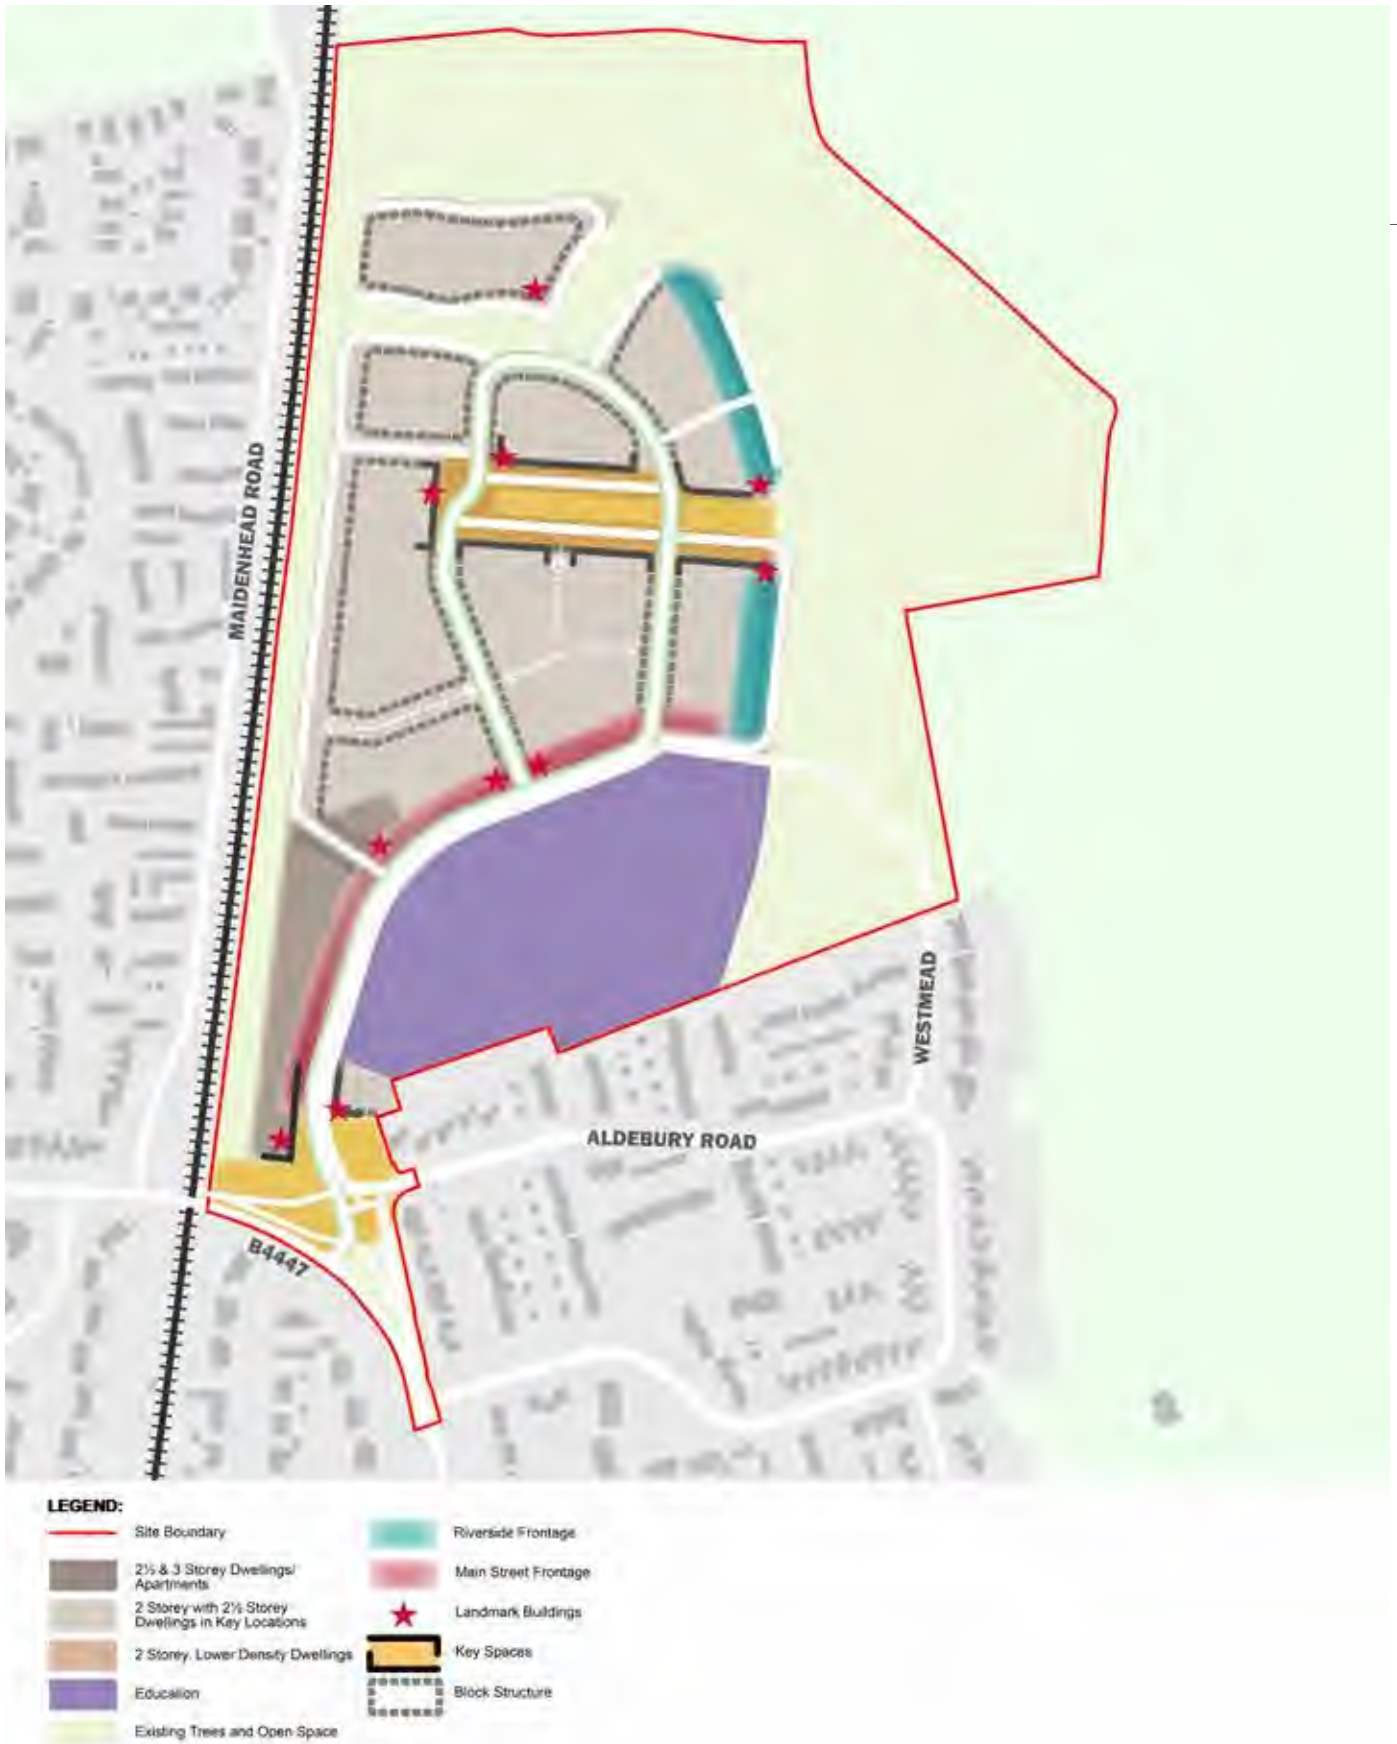 MAIDENHEAD ROAD
WESTMEAD
ALDEBURY ROAD
B4447
LEGEND:
Site Boundary
2½ & 3 Storey Dwellings/
Apartments
2 Storey with 2½ Storey
Dwellings in Key Locations
2 Storey. Lower Density Dwellings
Education
Existing Trees and Open Space
Riverside Frontage
Main Street Frontage
Landmark Buildings
Key Spaces
Block Structure